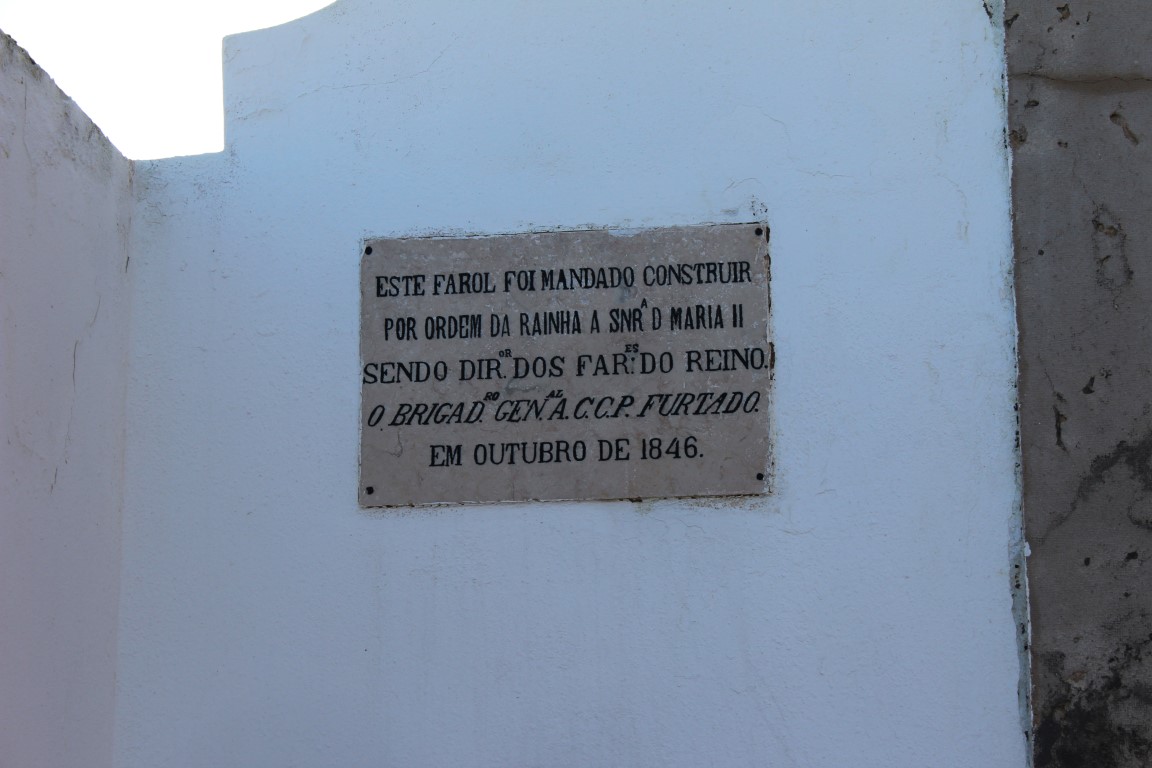 ESTE FAROL FOI MANDADO CONSTRUIR
POR ORDEM DA RAINHA A SNRᴬ D MARIA II
SENDO DIR.ᴼᴿ DOS FAR.ᴱˢ DO REINO.
O BRIGAD.ᴿᴼ GEN.ᴬᴸ A. C. C. P. FURTADO.
EM OUTUBRO DE 1846.